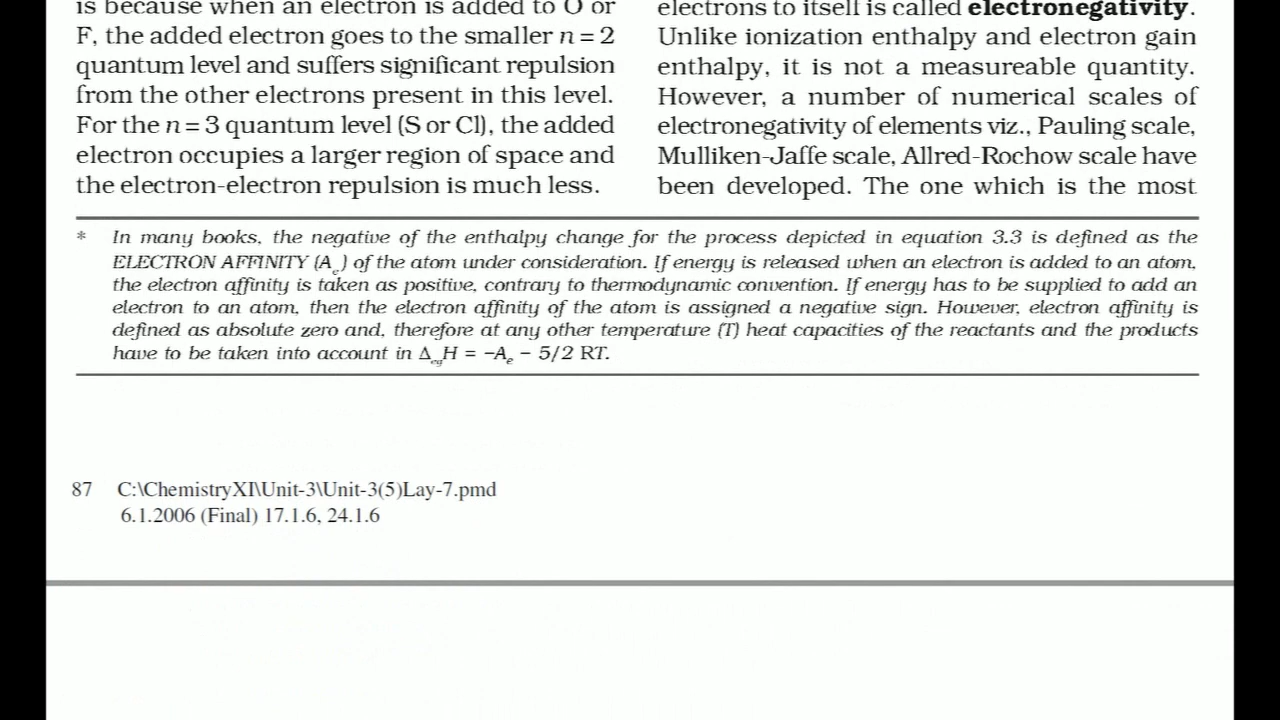 is because when an electron is added to O or
F, the added electron goes to the smaller n = 2
quantum level and suffers significant repulsion
from the other electrons present in this level.
For the n = 3 quantum level (S or Cl), the added
electron occupies a larger region of space and
the electron-electron repulsion is much less.
electrons to itself is called electronegativity.
Unlike ionization enthalpy and electron gain
enthalpy, it is not a measureable quantity.
However, a number of numerical scales of
electronegativity of elements viz., Pauling scale,
Mulliken-Jaffe scale, Allred-Rochow scale have
been developed. The one which is the most
* In many books, the negative of the enthalpy change for the process depicted in equation 3.3 is defined as the
ELECTRON AFFINITY (Ae) of the atom under consideration. If energy is released when an electron is added to an atom,
the electron affinity is taken as positive, contrary to thermodynamic convention. If energy has to be supplied to add an
electron to an atom, then the electron affinity of the atom is assigned a negative sign. However, electron affinity is
defined as absolute zero and, therefore at any other temperature (T) heat capacities of the reactants and the products
have to be taken into account in ΔegH = –Ae – 5/2 RT.
87 C:\ChemistryXI\Unit-3\Unit-3(5)Lay-7.pmd
6.1.2006 (Final) 17.1.6, 24.1.6